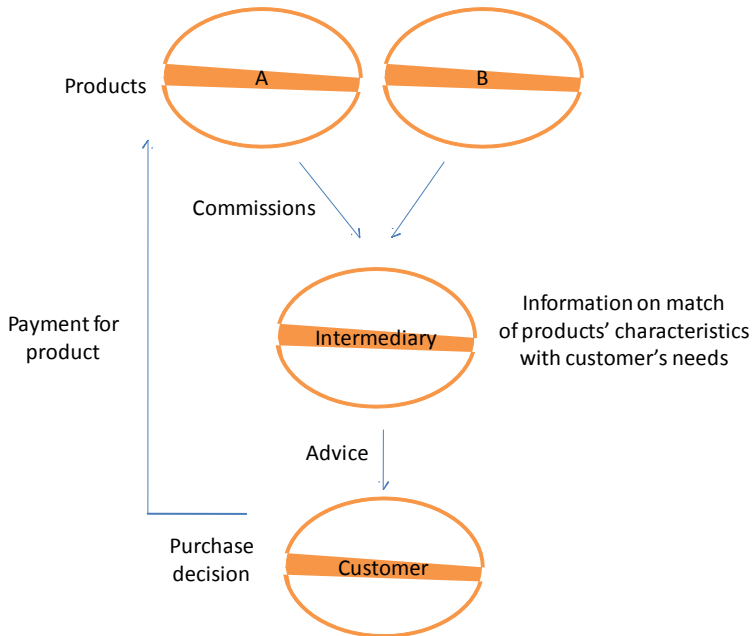 A
B
Products
Commissions
Intermediary
Information on match
of products’ characteristics
with customer’s needs
Payment for
product
Advice
Purchase
decision
Customer